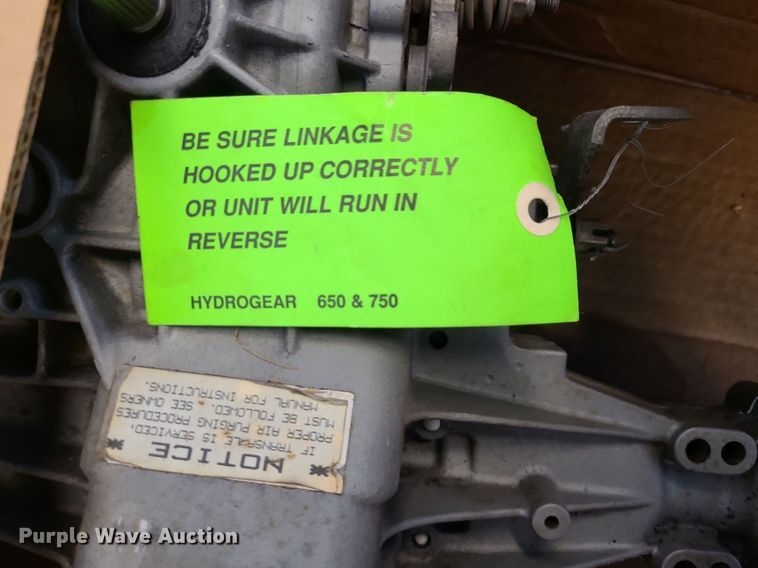 BE SURE LINKAGE IS
HOOKED UP CORRECTLY
OR UNIT WILL RUN IN
REVERSE
HYDROGEAR 650 & 750
NOTICE
IF TRANSAXLE IS SERVICED,
PROPER AIR PURGING PROCEDURES
MUST BE FOLLOWED. SEE OWNERS
MANUAL FOR INSTRUCTIONS.
Purple Wave Auction